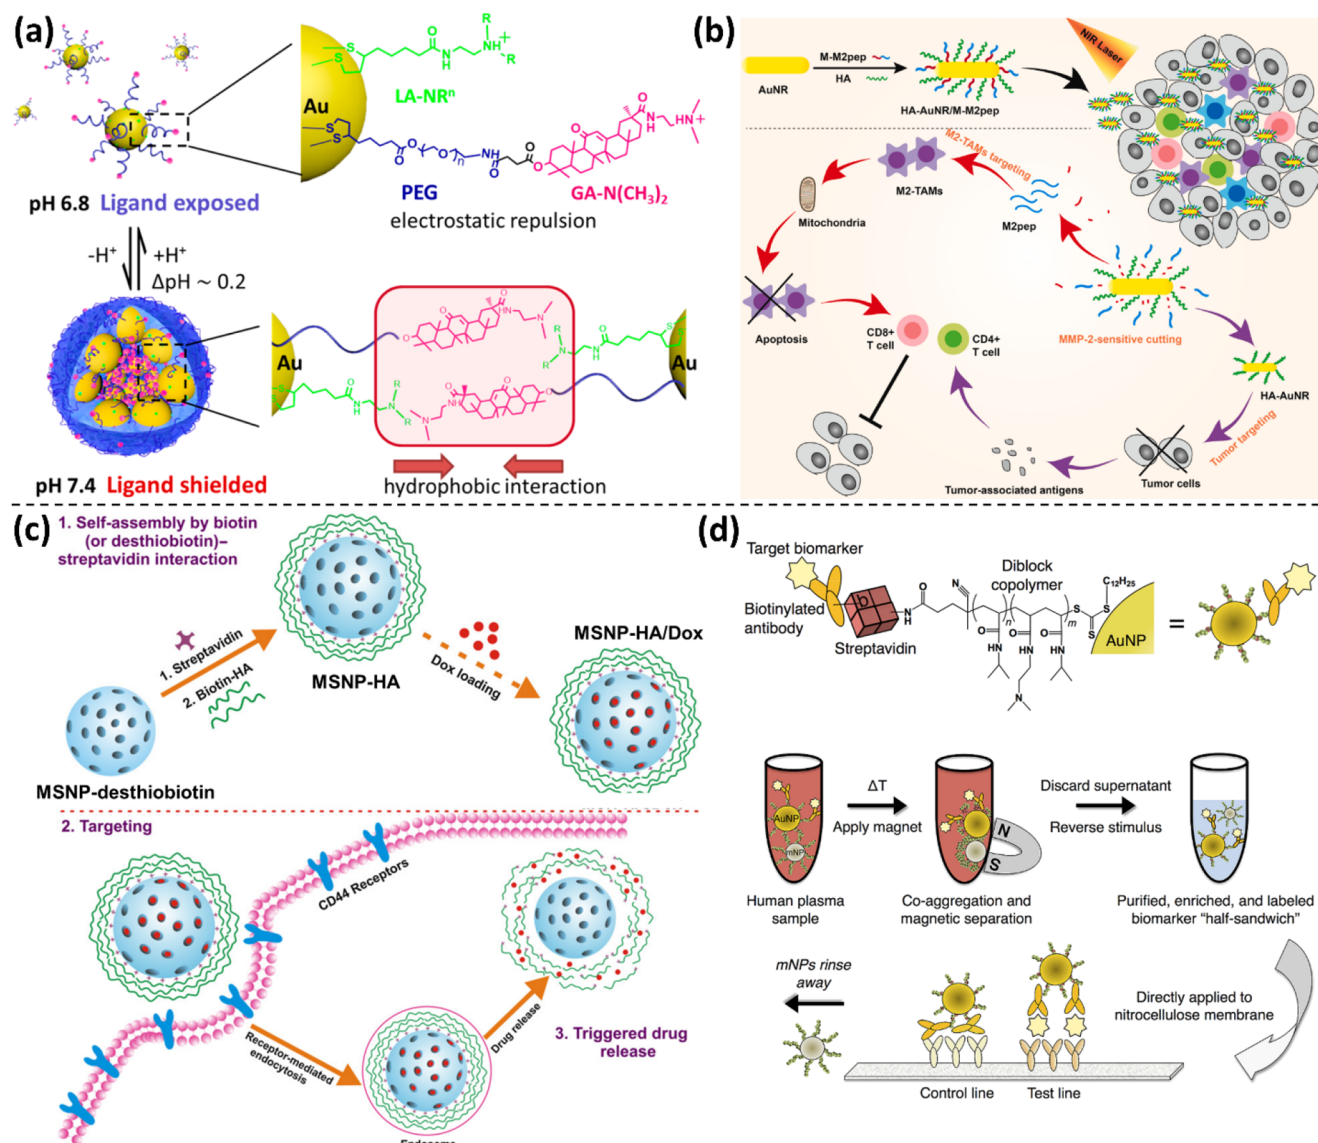 (a)
Au
LA-NRⁿ
R
NH
+
R
O
N
H
S
S
PEG
GA-N(CH₃)₂
electrostatic repulsion
pH 6.8 Ligand exposed
-H⁺
+H⁺
ΔpH ~ 0.2
Au
Au
pH 7.4 Ligand shielded
hydrophobic interaction
(b)
NIR Laser
M-M2pep
HA
AuNR
HA-AuNR/M-M2pep
M2-TAMs targeting
M2-TAMs
Mitochondria
M2pep
Apoptosis
CD8+
T cell
CD4+
T cell
MMP-2-sensitive cutting
HA-AuNR
Tumor targeting
Tumor cells
Tumor-associated antigens
(c)
1. Self-assembly by biotin
(or desthiobiotin)–
streptavidin interaction
1. Streptavidin
2. Biotin-HA
MSNP-HA
Dox loading
MSNP-HA/Dox
MSNP-desthiobiotin
2. Targeting
CD44 Receptors
Receptor-mediated
endocytosis
Drug release
3. Triggered drug
release
(d)
Target biomarker
Biotinylated
antibody
b
Streptavidin
Diblock
copolymer
C₁₂H₂₅
n
m
AuNP
=
AuNP
mNP
ΔT
Apply magnet
N
S
Discard supernatant
Reverse stimulus
Human plasma
sample
Co-aggregation and
magnetic separation
Purified, enriched, and labeled
biomarker “half-sandwich”
mNPs rinse
away
Directly applied to
nitrocellulose membrane
Control line
Test line